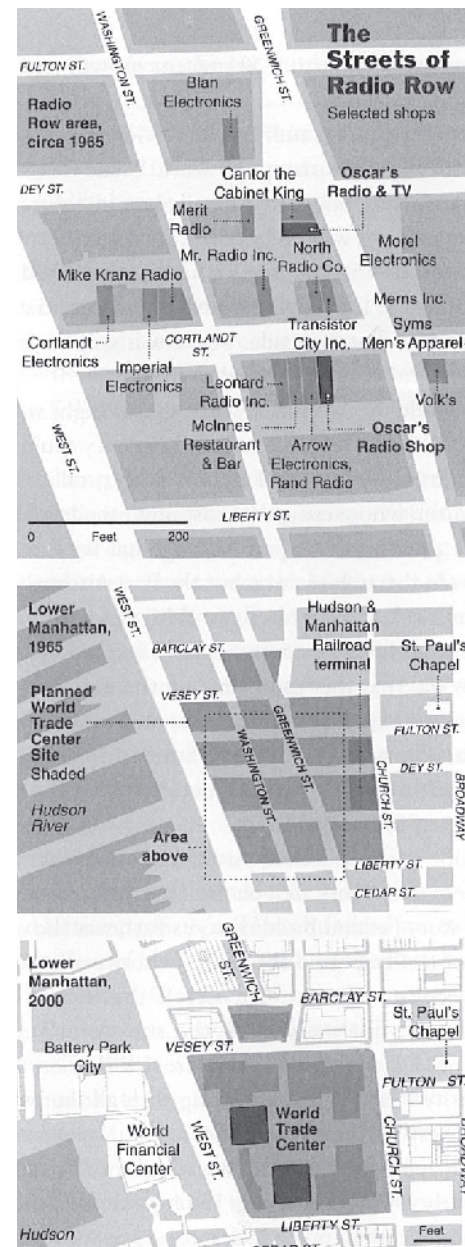 The
Streets of
Radio Row
Selected shops
WASHINGTON ST.
GREENWICH ST.
FULTON ST.
Radio
Row area,
circa 1965
Blan
Electronics
DEY ST.
Cantor the
Cabinet King
Oscar's
Radio & TV
Merit
Radio
Mr. Radio Inc.
North
Radio Co.
Morel
Electronics
Mike Kranz Radio
Merns Inc.
Cortlandt
Electronics
Imperial
Electronics
CORTLANDT
ST.
Transistor
City Inc.
Syms
Men's Apparel
Leonard
Radio Inc.
McInnes
Restaurant
& Bar
Arrow
Electronics,
Rand Radio
Oscar's
Radio Shop
Volk's
WEST ST.
LIBERTY ST.
0 Feet 200
Lower
Manhattan,
1965
WEST ST.
BARCLAY ST.
Hudson &
Manhattan
Railroad
terminal
St. Paul's
Chapel
Planned
World
Trade
Center
Site
Shaded
VESEY ST.
GREENWICH ST.
WASHINGTON ST.
FULTON ST.
DEY ST.
CHURCH ST.
BROADWAY
Hudson
River
Area
above
LIBERTY ST.
CEDAR ST.
Lower
Manhattan,
2000
GREENWICH
ST.
BARCLAY ST.
St. Paul's
Chapel
Battery Park
City
VESEY ST.
FULTON ST.
World
Financial
Center
WEST ST.
World
Trade
Center
CHURCH ST.
LIBERTY ST.
Feet
Hudson